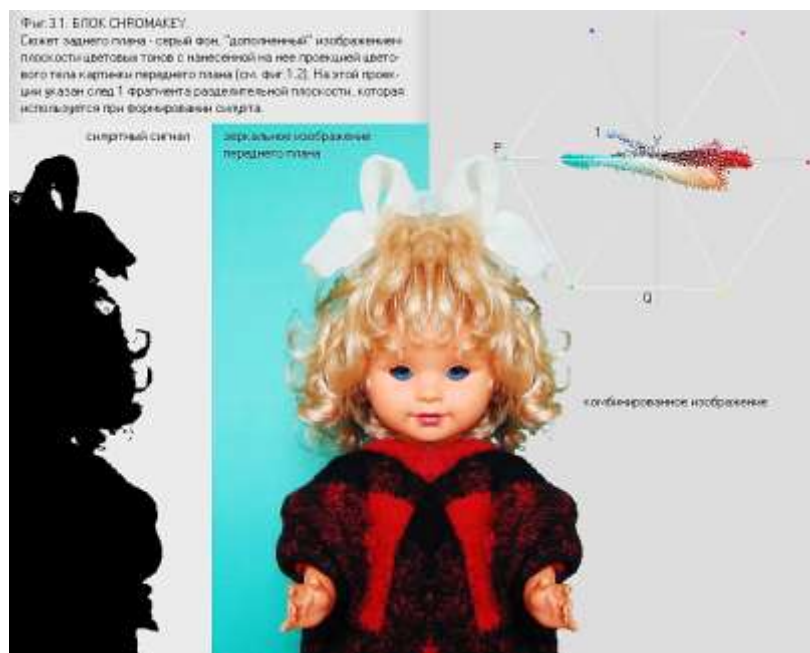 Фиг.3.1. БЛОК CHROMAKEY.
Сюжет заднего плана - серый фон, "дополненный" изображением
плоскости цветовых тонов с нанесенной на нее проекцией цвето-
вого тела картинки переднего плана (см. фиг.1.2). На этой проек-
ции указан след 1 фрагмента разделительной плоскости, которая
используется при формировании силуэта.
силуэтный сигнал
зеркальное изображение
переднего плана
1
Y
P
Q
комбинированное изображение